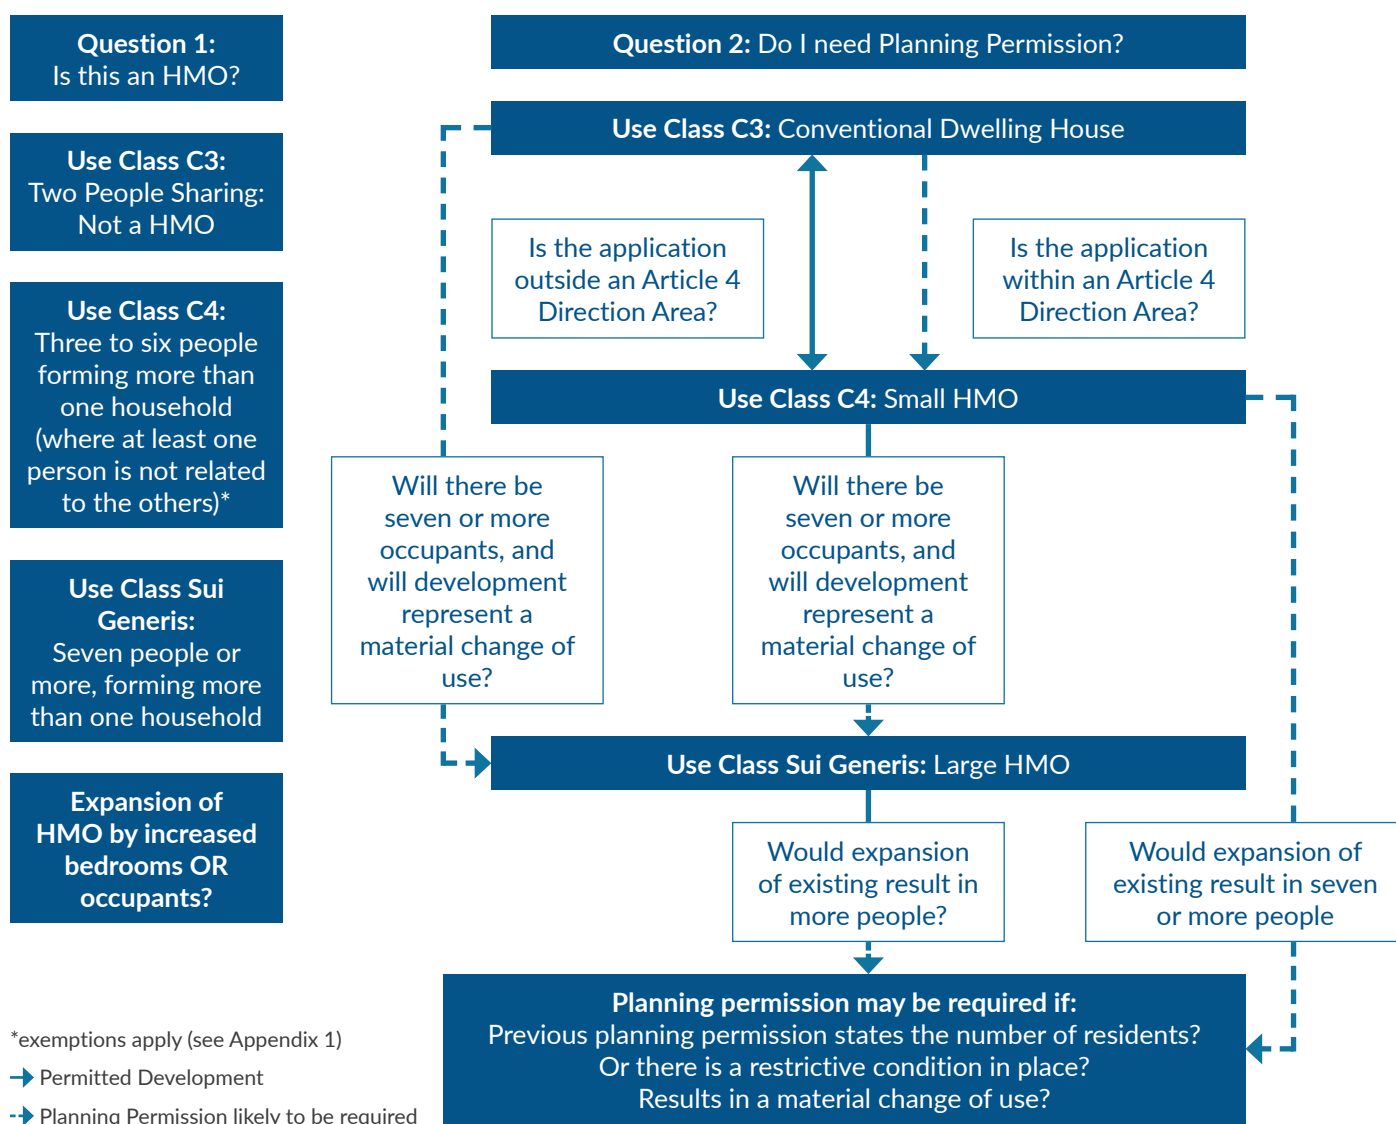 Question 1:
Is this an HMO?
Use Class C3:
Two People Sharing:
Not a HMO
Use Class C4:
Three to six people
forming more than
one household
(where at least one
person is not related
to the others)*
Use Class Sui
Generis:
Seven people or
more, forming more
than one household
Expansion of
HMO by increased
bedrooms OR
occupants?
*exemptions apply (see Appendix 1)
Permitted Development
Planning Permission likely to be required
Question 2: Do I need Planning Permission?
Use Class C3: Conventional Dwelling House
Is the application
outside an Article 4
Direction Area?
Is the application
within an Article 4
Direction Area?
Use Class C4: Small HMO
Will there be
seven or more
occupants, and
will development
represent a
material change of
use?
Will there be
seven or more
occupants, and
will development
represent a
material change of
use?
Use Class Sui Generis: Large HMO
Would expansion
of existing result in
more people?
Would expansion of
existing result in seven
or more people
Planning permission may be required if:
Previous planning permission states the number of residents?
Or there is a restrictive condition in place?
Results in a material change of use?